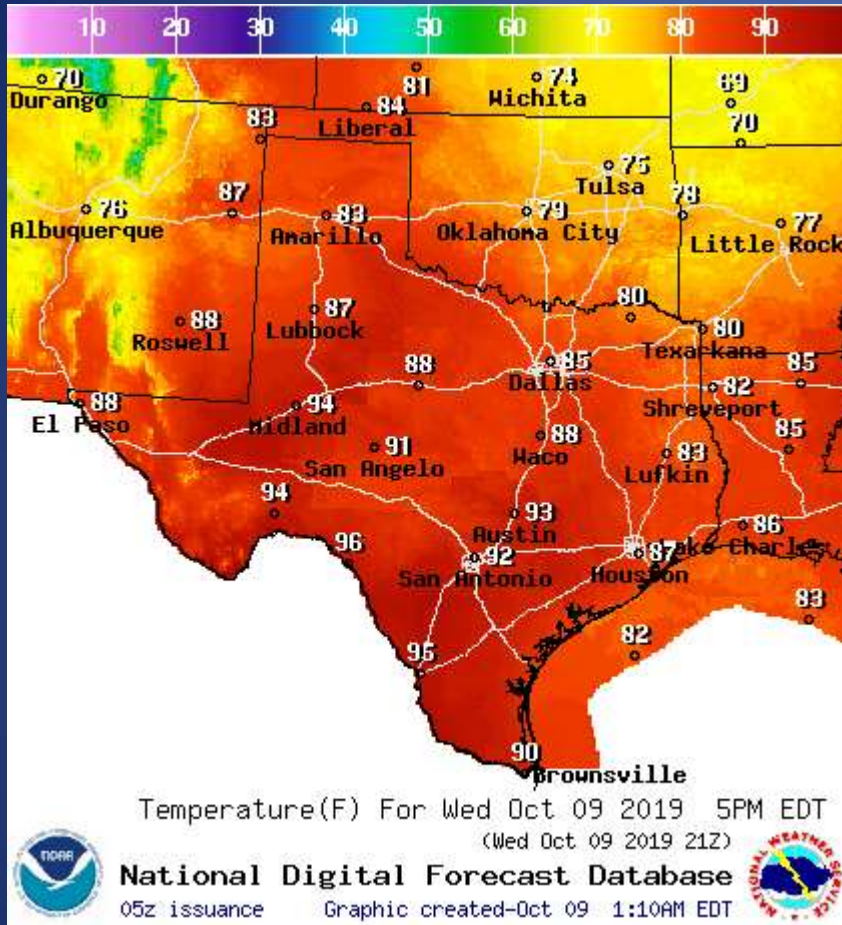 10 20 30 40 50 60 70 80 90
70
Durango
81
74
Wichita
69
84
Liberal
83
70
75
Tulsa
76
Albuquerque
87
83
Amarillo
79
Oklahoma City
78
77
Little Rock
88
Roswell
87
Lubbock
80
80
Texarkana
85
Dallas
88
82
Shreveport
85
88
El Paso
94
Midland
91
San Angelo
88
Waco
83
Lufkin
85
94
93
Austin
86
Lake Charles
96
92
San Antonio
87
Houston
83
82
95
90
Brownsville
Temperature(F) For Wed Oct 09 2019 5PM EDT
(Wed Oct 09 2019 21Z)
NOAA
National Digital Forecast Database
05z issuance Graphic created-Oct 09 1:10AM EDT
NATIONAL WEATHER SERVICE